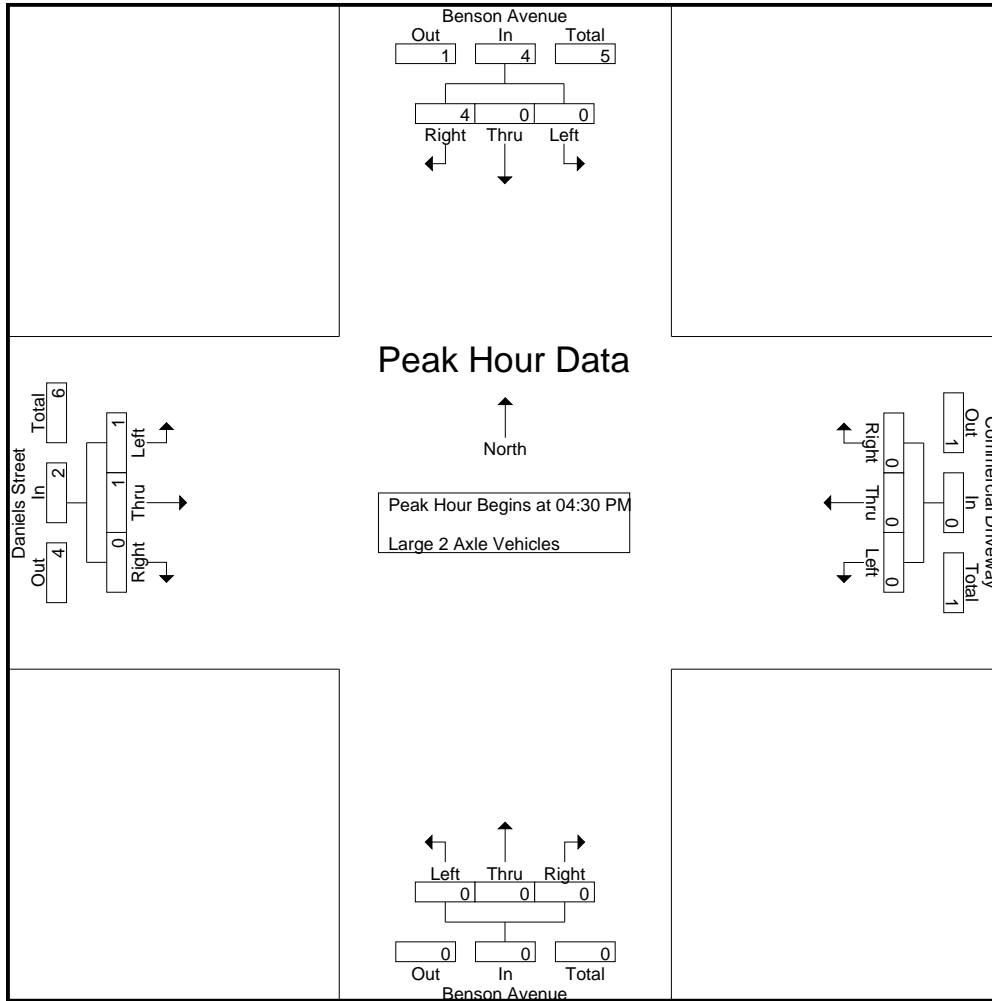 Benson Avenue
Out In Total
1 4 5
4 0 0
Right Thru Left
Peak Hour Data
North
Peak Hour Begins at 04:30 PM
Large 2 Axle Vehicles
Daniels Street
Out In Total
4 2 6
0 1 1
Right Thru Left
Commercial Driveway
Out In Total
1 0 1
0 0 0
Right Thru Left
Left Thru Right
0 0 0
0 0 0
Out In Total
Benson Avenue